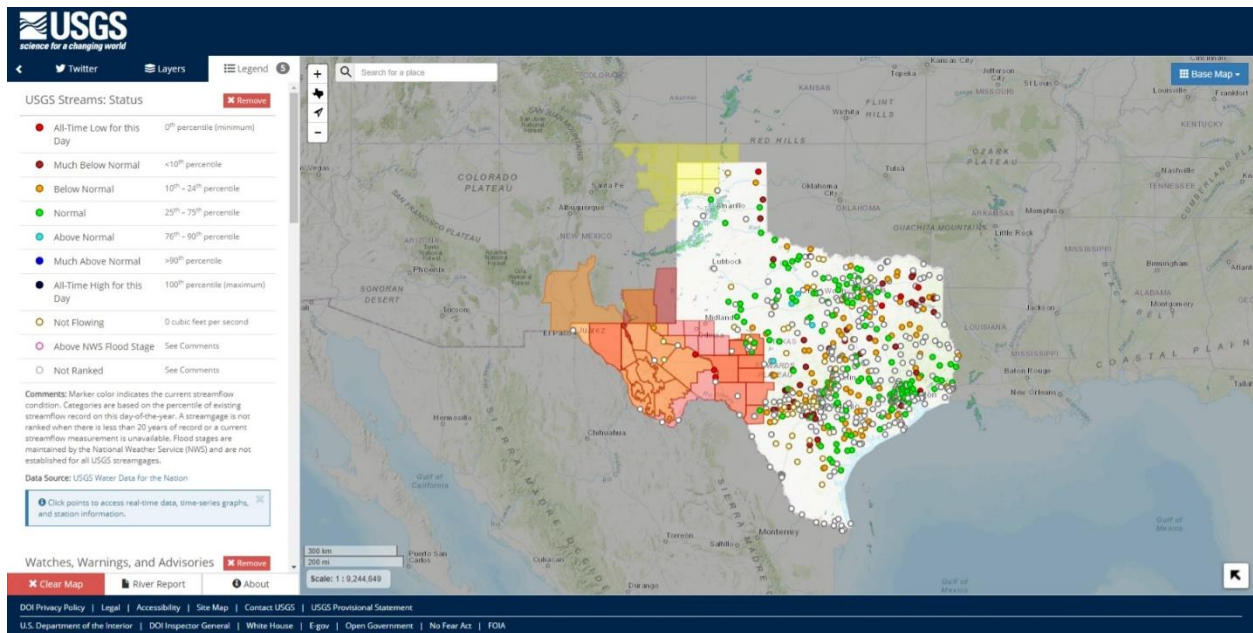 USGS
science for a changing world
Twitter
Layers
Legend 5
Search for a place
Base Map
USGS Streams: Status
Remove
All-Time Low for this Day
0th percentile (minimum)
Much Below Normal
<10th percentile
Below Normal
10th – 24th percentile
Normal
25th – 75th percentile
Above Normal
76th – 90th percentile
Much Above Normal
>90th percentile
All-Time High for this Day
100th percentile (maximum)
Not Flowing
0 cubic feet per second
Above NWS Flood Stage
See Comments
Not Ranked
See Comments
Comments: Marker color indicates the current streamflow
condition. Categories are based on the percentile of existing
streamflow record on this day-of-the-year. A streamgage is not
ranked when there is less than 20 years of record or a current
streamflow measurement is unavailable. Flood stages are
maintained by the National Weather Service (NWS) and are not
established for all USGS streamgages.
Data Source: USGS Water Data for the Nation
Click points to access real-time data, time-series graphs,
and station information.
Watches, Warnings, and Advisories
Remove
Clear Map
River Report
About
COLORADO
KANSAS
Topeka
Kansas City
Jefferson City
St Louis
MISSOURI
Louisville
Frankfort
KENTUCKY
Wichita
FLINT HILLS
RED HILLS
OZARK PLATEAU
Nashville
TENNESSEE
Tulsa
COLORADO PLATEAU
Santa Fe
Albuquerque
NEW MEXICO
Amarillo
Oklahoma City
OKLAHOMA
ARKANSAS
Memphis
OUACHITA MOUNTAINS
Little Rock
MISSISSIPPI
Birmingham
ALABAMA
Montgomery
Phoenix
SONORAN DESERT
Tucson
Lubbock
Midland
Odessa
El Paso
Juarez
Jackson
LOUISIANA
Baton Rouge
New Orleans
COASTAL PLAIN
Hermosillo
Chihuahua
Gulf of California
SIERRA MADRE
Torreón
Saltillo
Monterrey
Durango
Gulf of Mexico
300 km
200 mi
Scale: 1 : 9,244,649
DOI Privacy Policy | Legal | Accessibility | Site Map | Contact USGS | USGS Provisional Statement
U.S. Department of the Interior | DOI Inspector General | White House | E-gov | Open Government | No Fear Act | FOIA